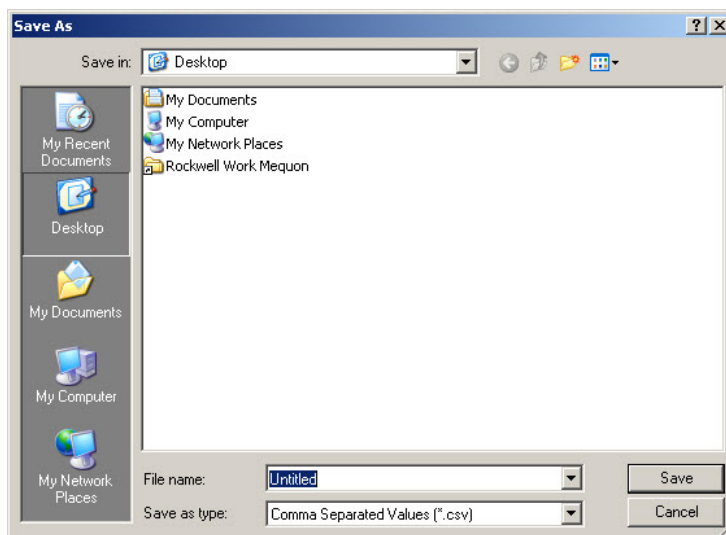 Save As
Save in:
Desktop
My Recent
Documents
Desktop
My Documents
My Computer
My Network
Places
My Documents
My Computer
My Network Places
Rockwell Work Mequon
File name:
Untitled
Save
Save as type:
Comma Separated Values (*.csv)
Cancel